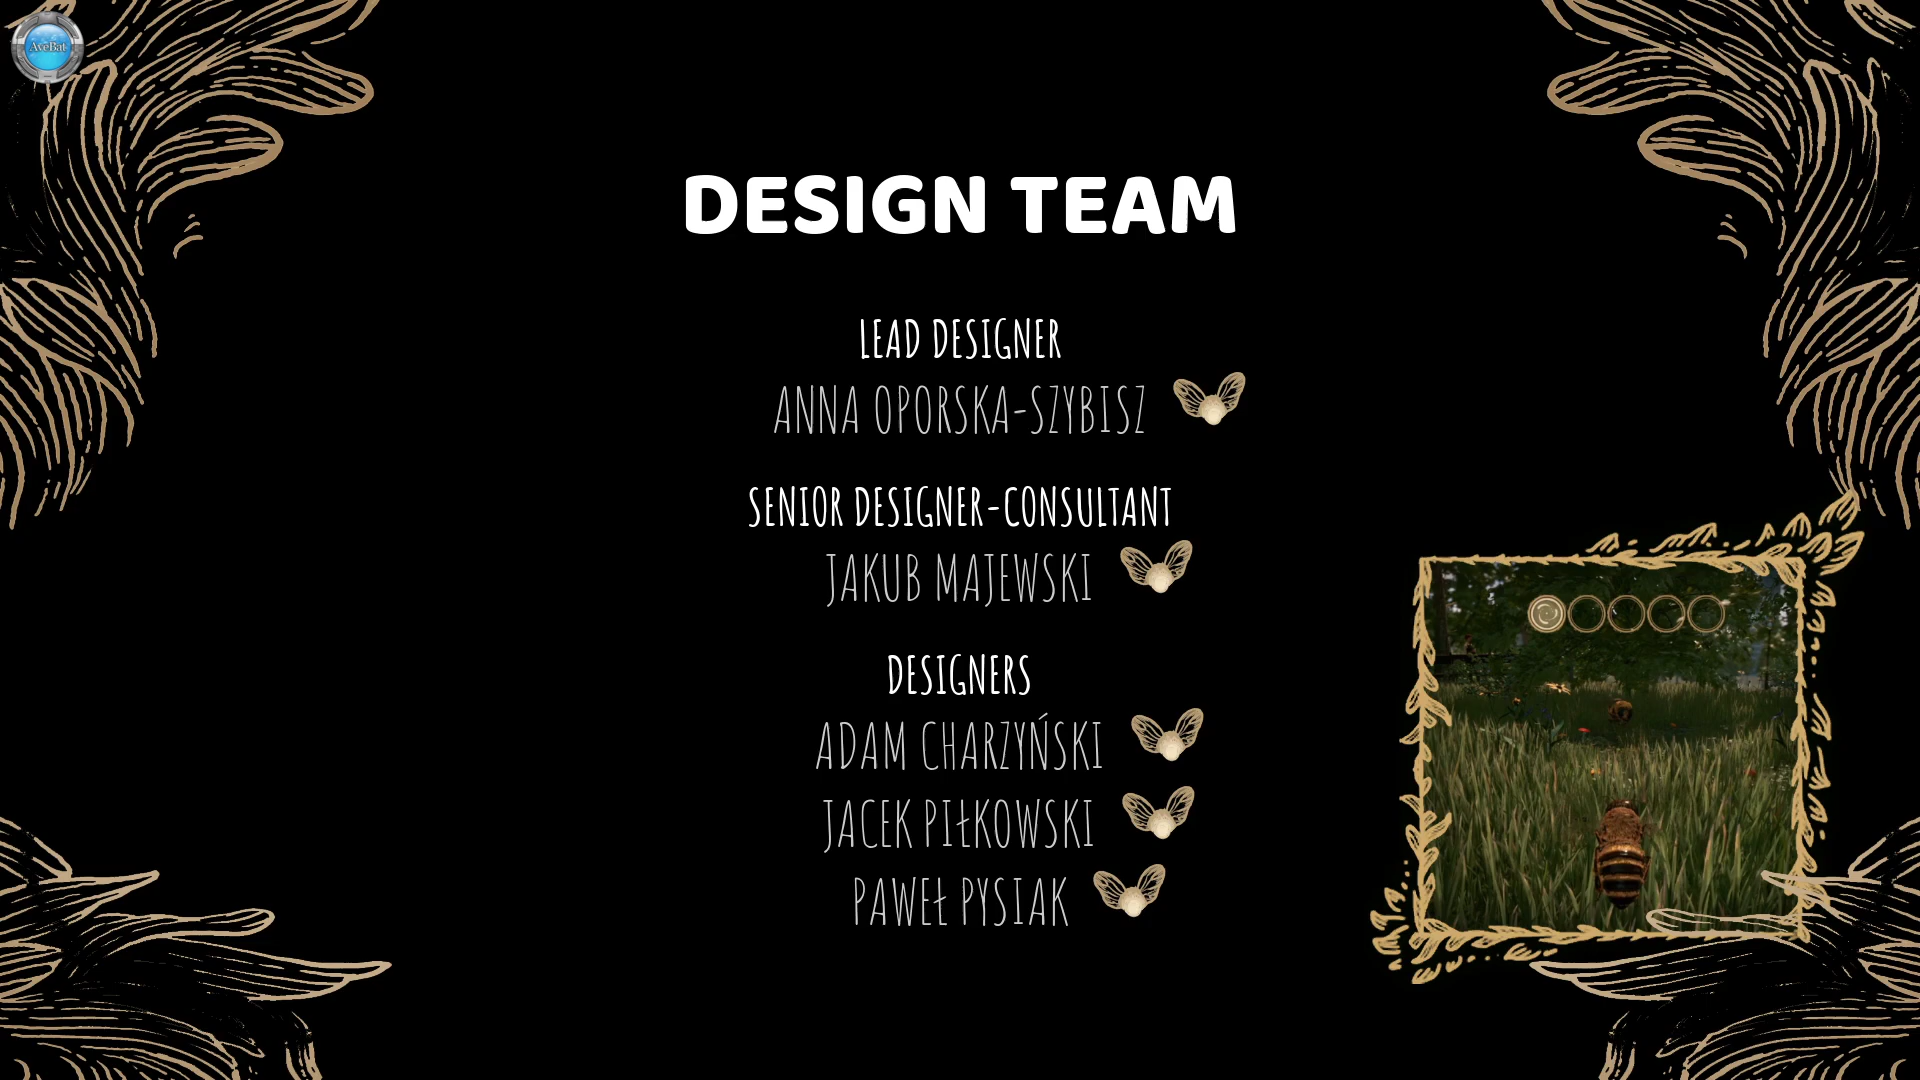 AveBat
DESIGN TEAM
LEAD DESIGNER
ANNA OPORSKA-SZYBISZ
SENIOR DESIGNER-CONSULTANT
JAKUB MAJEWSKI
DESIGNERS
ADAM CHARZYŃSKI
JACEK PIŁKOWSKI
PAWEŁ PYSIAK